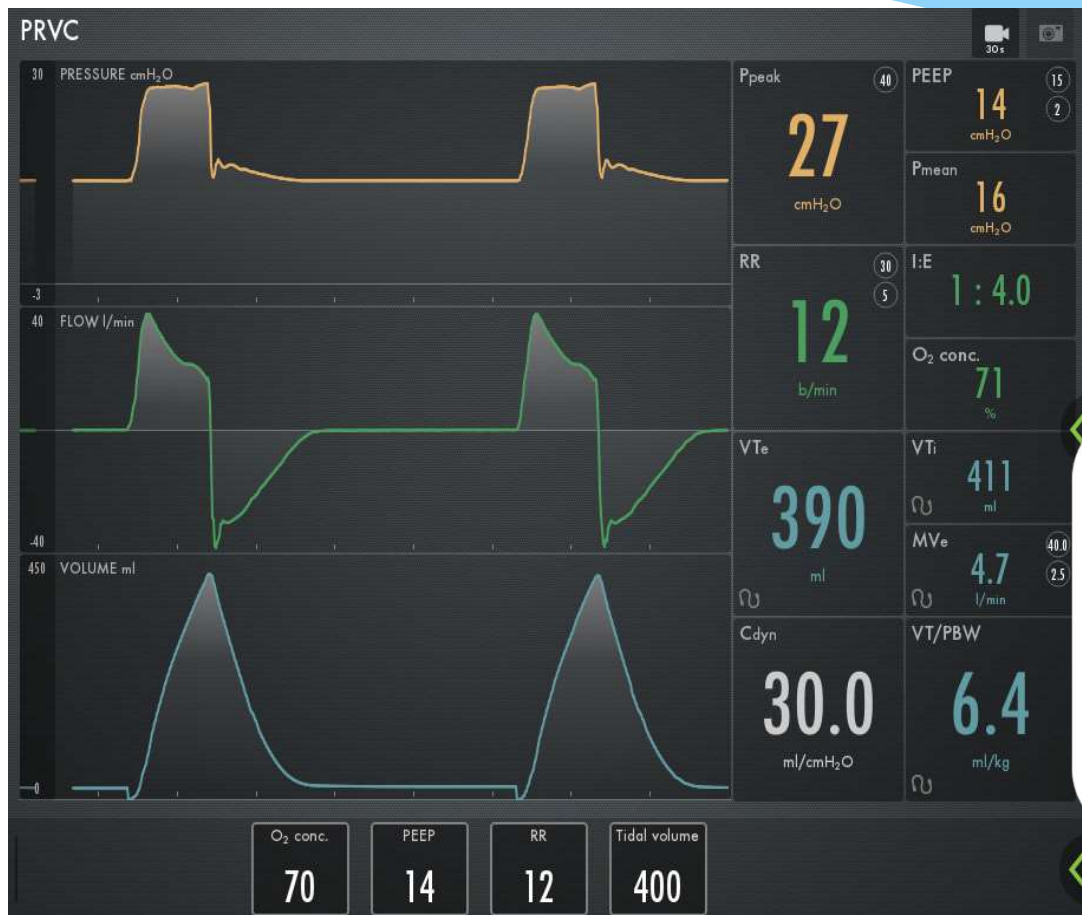 PRVC
30 s
30 PRESSURE cmH₂O
-3
40 FLOW l/min
-40
450 VOLUME ml
0
Ppeak 40
27
cmH₂O
PEEP 15
14 2
cmH₂O
Pmean
16
cmH₂O
RR 30
5
12
b/min
I:E
1 : 4.0
O₂ conc.
71
%
VTe
390
ml
VTi
411
ml
MVe 40.0
4.7 2.5
l/min
Cdyn
30.0
ml/cmH₂O
VT/PBW
6.4
ml/kg
O₂ conc. PEEP RR Tidal volume
70 14 12 400